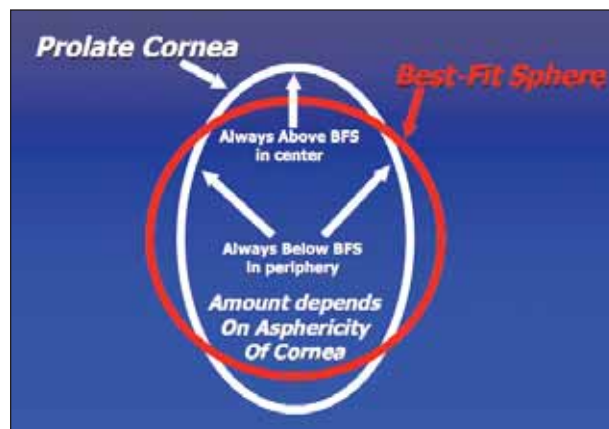 Prolate Cornea
Best-Fit Sphere
Always Above BFS
in center
Always Below BFS
in periphery
Amount depends
On Asphericity
Of Cornea